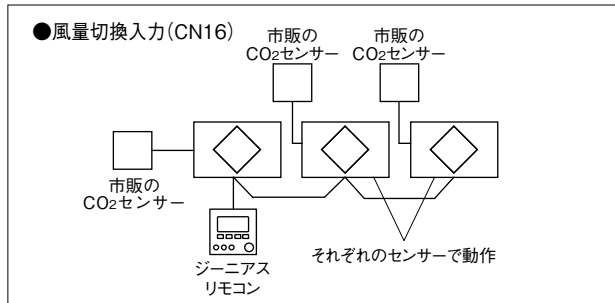 ●風量切換入力(CN16)
市販の
CO2センサー
市販の
CO2センサー
市販の
CO2センサー
ジーニアス
リモコン
それぞれのセンサーで動作